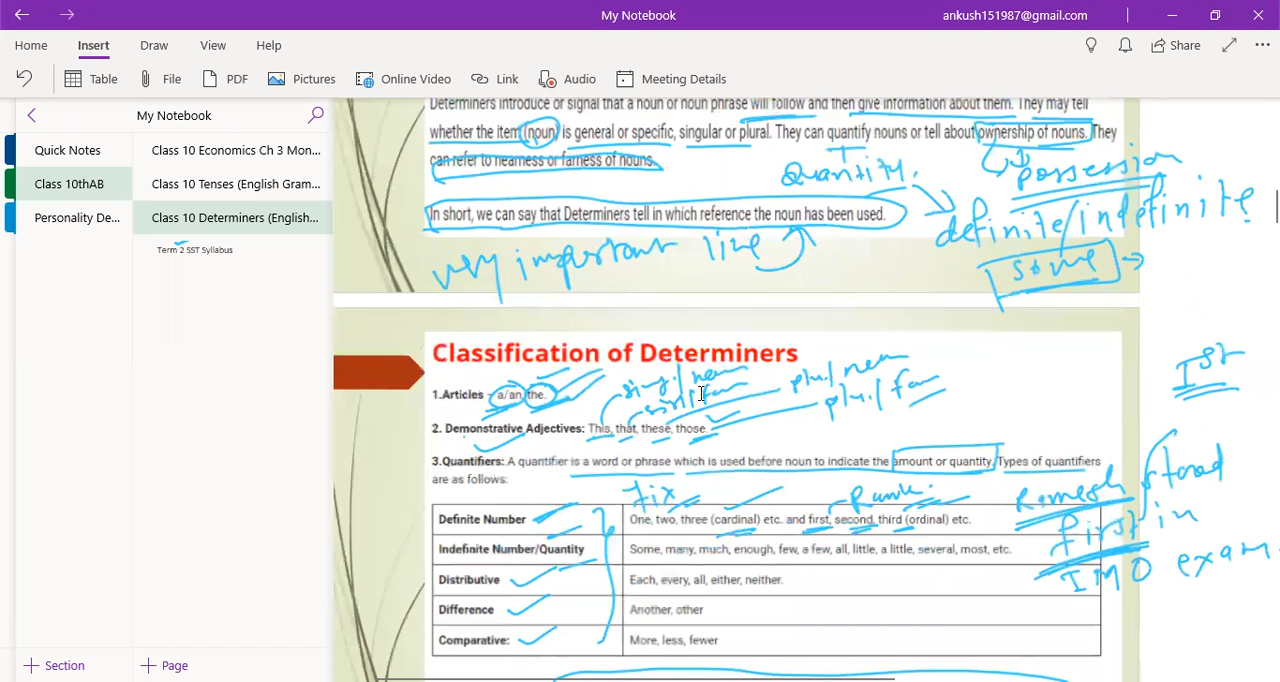 My Notebook
ankush151987@gmail.com
Home Insert Draw View Help
Share
Table File PDF Pictures Online Video Link Audio Meeting Details
My Notebook
Quick Notes
Class 10thAB
Personality De...
Class 10 Economics Ch 3 Mon...
Class 10 Tenses (English Gram...
Class 10 Determiners (English...
Term 2 SST Syllabus
Determiners introduce or signal that a noun or noun phrase will follow and then give information about them. They may tell
whether the item (noun) is general or specific, singular or plural. They can quantify nouns or tell about ownership of nouns. They
can refer to nearness or farness of nouns.
Quantity.
possession
In short, we can say that Determiners tell in which reference the noun has been used.
definite/indefinite
very important line
some
Classification of Determiners
1.Articles - a/an the.
sing./near
plu./near
plu./far
IST
2. Demonstrative Adjectives: This, that, these, those.
3.Quantifiers: A quantifier is a word or phrase which is used before noun to indicate the amount or quantity. Types of quantifiers
are as follows:
fix
Rank.
Ramesh stood
first in
IMO exam.
Definite Number One, two, three (cardinal) etc. and first, second, third (ordinal) etc.
Indefinite Number/Quantity Some, many, much, enough, few, a few, all, little, a little, several, most, etc.
Distributive Each, every, all, either, neither.
Difference Another, other
Comparative: More, less, fewer
Section
Page